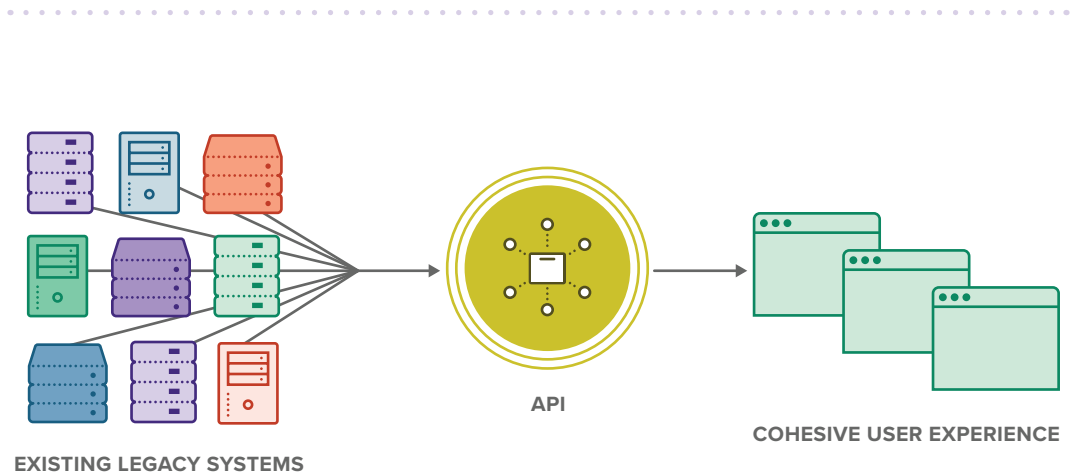 API
COHESIVE USER EXPERIENCE
EXISTING LEGACY SYSTEMS